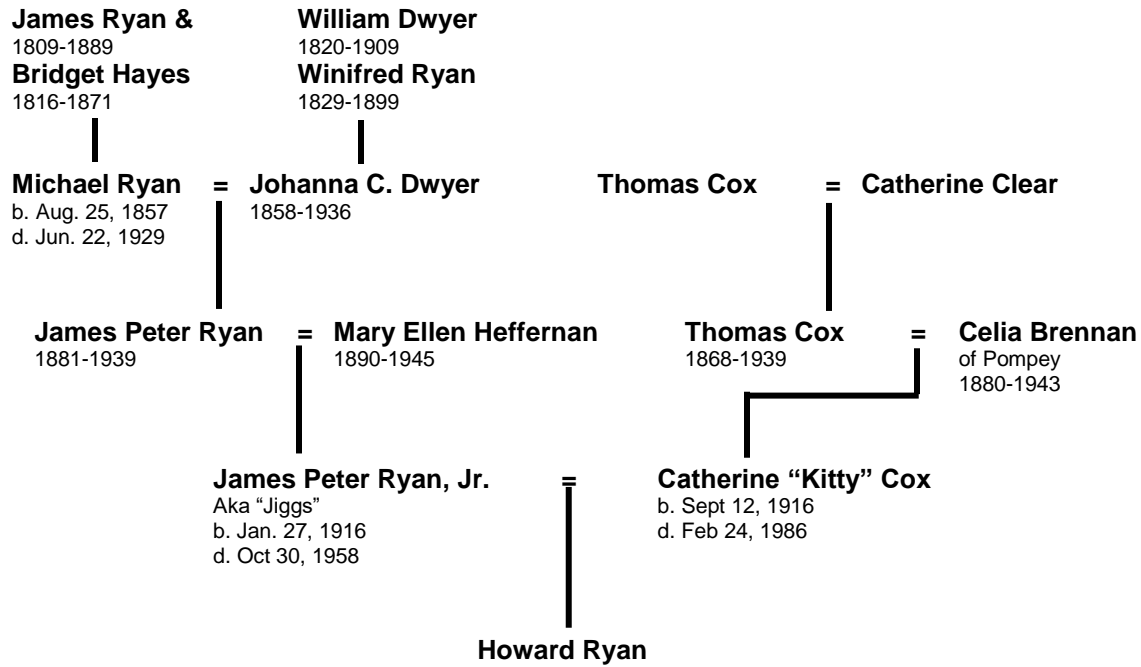 James Ryan & William Dwyer
1809-1889 1820-1909
Bridget Hayes Winifred Ryan
1816-1871 1829-1899
Michael Ryan = Johanna C. Dwyer Thomas Cox = Catherine Clear
b. Aug. 25, 1857 1858-1936
d. Jun. 22, 1929
James Peter Ryan = Mary Ellen Heffernan Thomas Cox = Celia Brennan
1881-1939 1890-1945 1868-1939 of Pompey
1880-1943
James Peter Ryan, Jr. = Catherine “Kitty” Cox
Aka “Jiggs” b. Sept 12, 1916
b. Jan. 27, 1916 d. Feb 24, 1986
d. Oct 30, 1958
Howard Ryan